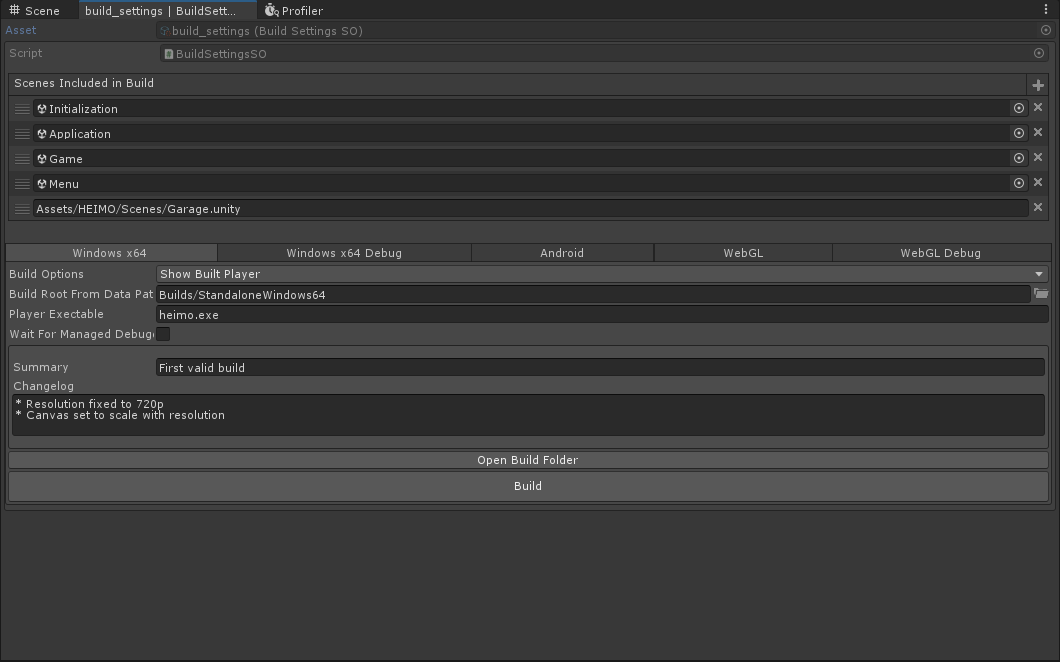 Scene
build_settings | BuildSett...
Profiler
Asset
build_settings (Build Settings SO)
Script
BuildSettingsSO
Scenes Included in Build
Initialization
Application
Game
Menu
Assets/HEIMO/Scenes/Garage.unity
Windows x64
Windows x64 Debug
Android
WebGL
WebGL Debug
Build Options
Show Built Player
Build Root From Data Pat
Builds/StandaloneWindows64
Player Exectable
heimo.exe
Wait For Managed Debug
Summary
First valid build
Changelog
* Resolution fixed to 720p
* Canvas set to scale with resolution
Open Build Folder
Build